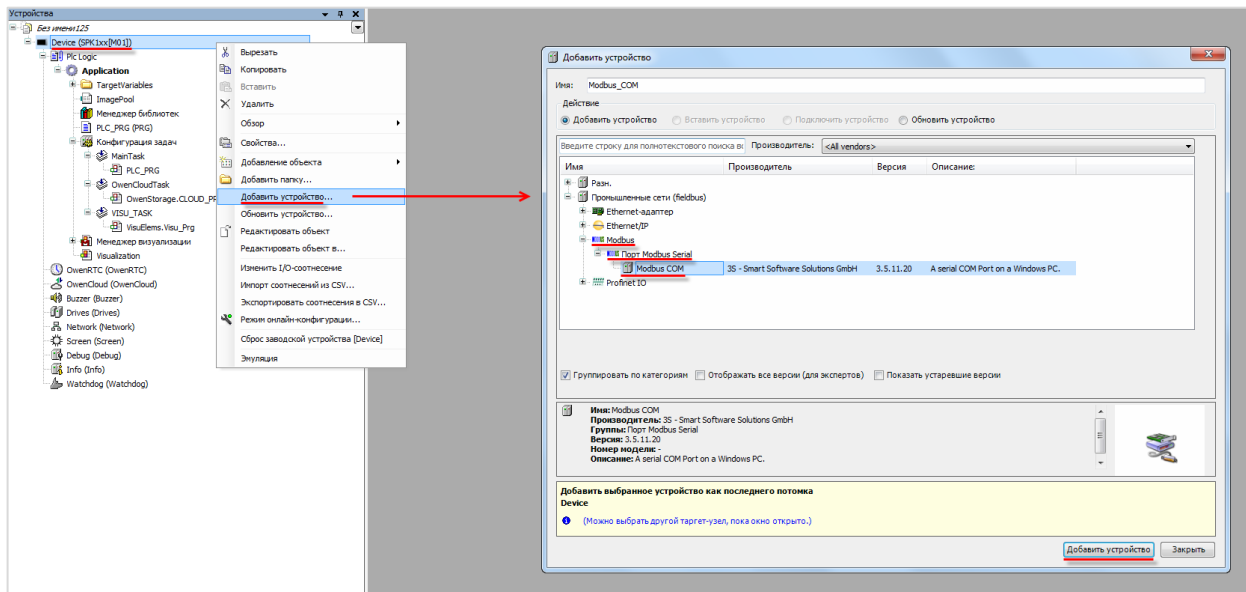 Устройства
Без имени125
Device (SPK1xx[M01])
Plc Logic
Application
TargetVariables
ImagePool
Менеджер библиотек
PLC_PRG (PRG)
Конфигурация задач
MainTask
PLC_PRG
OwenCloudTask
OwenStorage.CLOUD_PR
VISU_TASK
VisuElems.Visu_Prg
Менеджер визуализации
Visualization
OwenRTC (OwenRTC)
OwenCloud (OwenCloud)
Buzzer (Buzzer)
Drives (Drives)
Network (Network)
Screen (Screen)
Debug (Debug)
Info (Info)
Watchdog (Watchdog)
Вырезать
Копировать
Вставить
Удалить
Обзор
Свойства...
Добавление объекта
Добавить папку...
Добавить устройство...
Обновить устройство...
Редактировать объект
Редактировать объект в...
Изменить I/O-соотнесение
Импорт соотнесений из CSV...
Экспортировать соотнесения в CSV...
Режим онлайн-конфигурации...
Сброс заводской устройства [Device]
Эмуляция
Добавить устройство
Имя: Modbus_COM
Действие
Добавить устройство Вставить устройство Подключить устройство Обновить устройство
Введите строку для полнотекстового поиска во Производитель: <All vendors>
Имя Производитель Версия Описание:
Разн.
Промышленные сети (fieldbus)
Ethernet-адаптер
Ethernet/IP
Modbus
Порт Modbus Serial
Modbus COM 3S - Smart Software Solutions GmbH 3.5.11.20 A serial COM Port on a Windows PC.
Profinet IO
Группировать по категориям Отображать все версии (для экспертов) Показать устаревшие версии
Имя: Modbus COM
Производитель: 3S - Smart Software Solutions GmbH
Группы: Порт Modbus Serial
Версия: 3.5.11.20
Номер модели: -
Описание: A serial COM Port on a Windows PC.
Добавить выбранное устройство как последнего потомка
Device
(Можно выбрать другой таргет-узел, пока окно открыто.)
Добавить устройство Закрыть